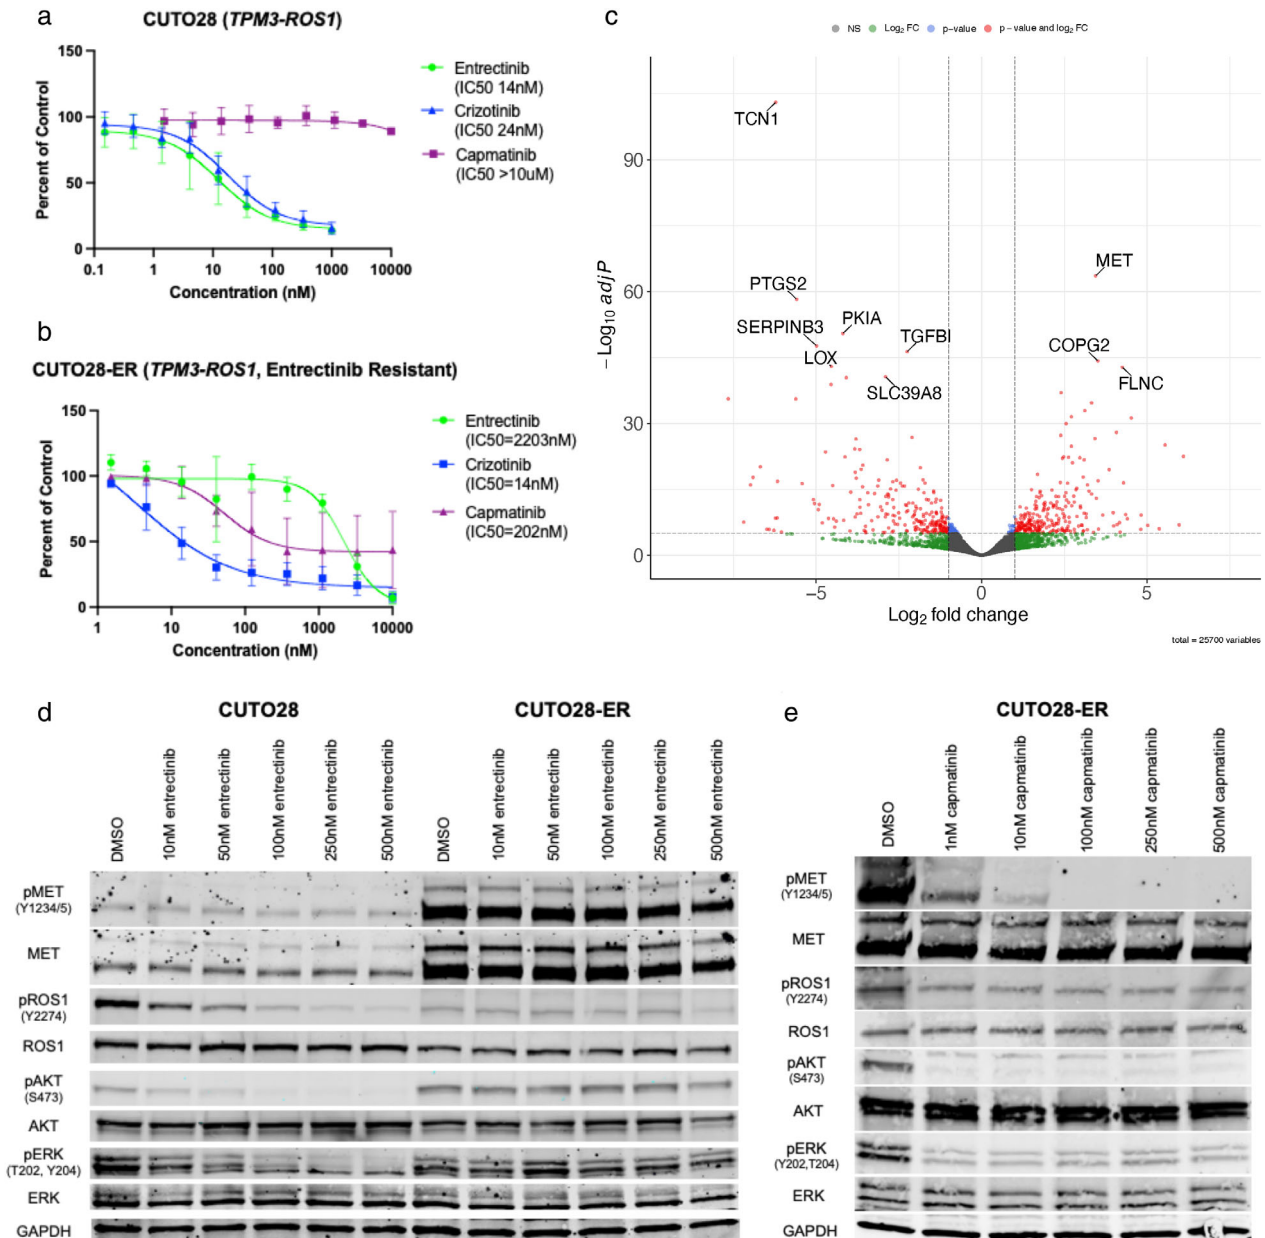 a
CUTO28 (TPM3-ROS1)
150
100
50
0
Percent of Control
0.1 1 10 100 1000 10000
Concentration (nM)
Entrectinib
(IC50 14nM)
Crizotinib
(IC50 24nM)
Capmatinib
(IC50 >10uM)
b
CUTO28-ER (TPM3-ROS1, Entrectinib Resistant)
150
100
50
0
Percent of Control
1 10 100 1000 10000
Concentration (nM)
Entrectinib
(IC50=2203nM)
Crizotinib
(IC50=14nM)
Capmatinib
(IC50=202nM)
c
NS Log2 FC p−value p − value and log2 FC
−Log10 adj P
90
60
30
0
TCN1
MET
PTGS2
SERPINB3
PKIA
TGFBI
LOX
COPG2
SLC39A8
FLNC
−5 0 5
Log2 fold change
total = 25700 variables
d
CUTO28 CUTO28-ER
DMSO
10nM entrectinib
50nM entrectinib
100nM entrectinib
250nM entrectinib
500nM entrectinib
DMSO
10nM entrectinib
50nM entrectinib
100nM entrectinib
250nM entrectinib
500nM entrectinib
pMET
(Y1234/5)
MET
pROS1
(Y2274)
ROS1
pAKT
(S473)
AKT
pERK
(T202, Y204)
ERK
GAPDH
e
CUTO28-ER
DMSO
1nM capmatinib
10nM capmatinib
100nM capmatinib
250nM capmatinib
500nM capmatinib
pMET
(Y1234/5)
MET
pROS1
(Y2274)
ROS1
pAKT
(S473)
AKT
pERK
(Y202,T204)
ERK
GAPDH